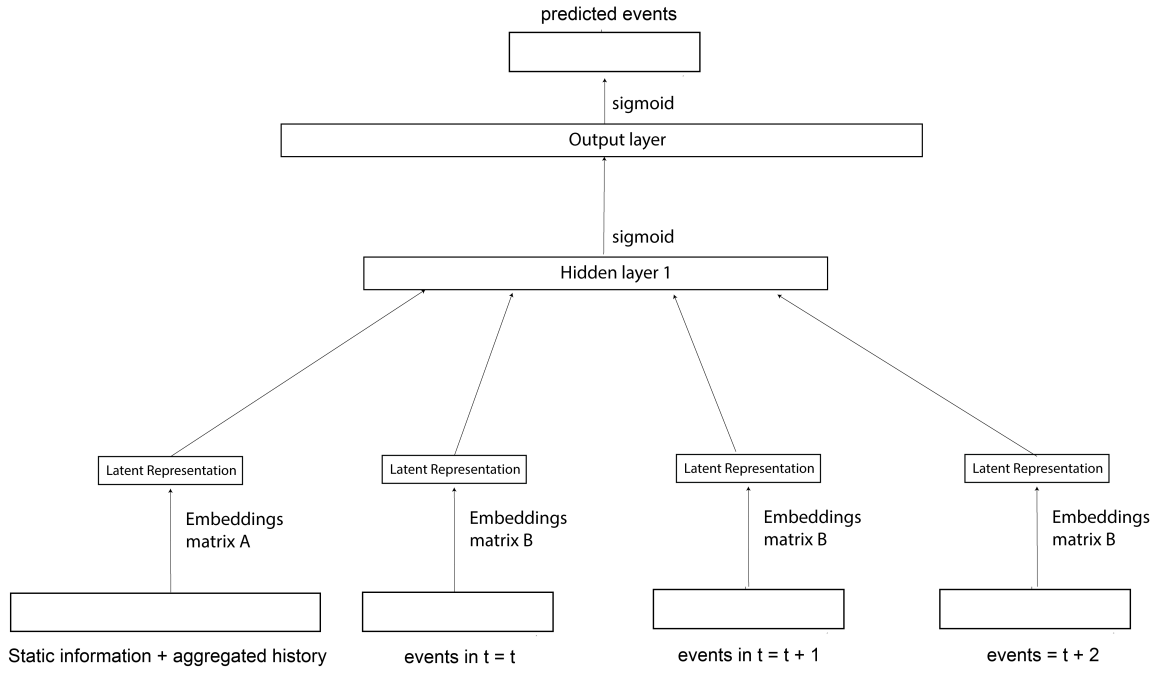 predicted events
sigmoid
Output layer
sigmoid
Hidden layer 1
Latent Representation
Latent Representation
Latent Representation
Latent Representation
Embeddings
matrix A
Embeddings
matrix B
Embeddings
matrix B
Embeddings
matrix B
Static information + aggregated history
events in t = t
events in t = t + 1
events = t + 2